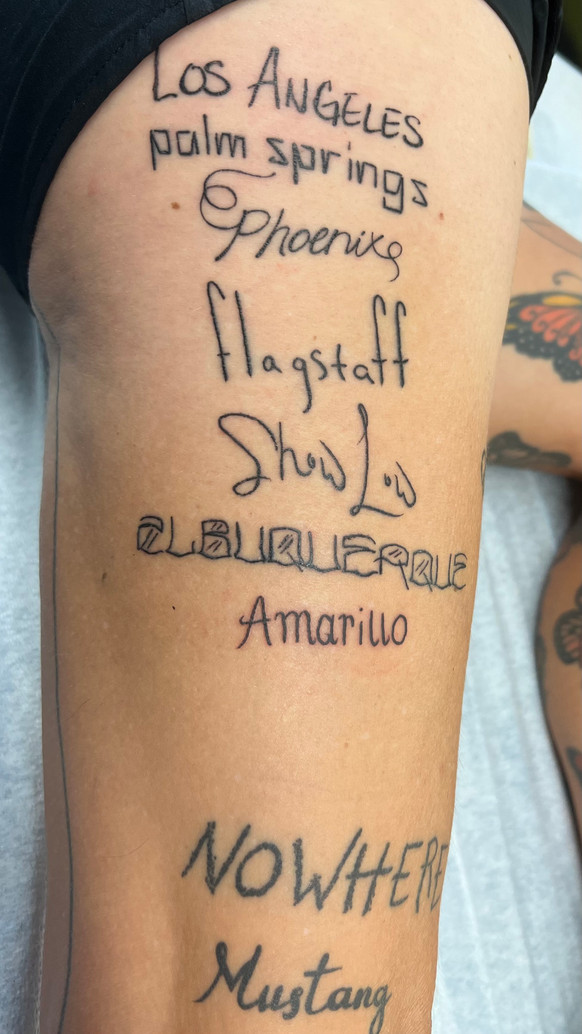 Los ANGELES
palm springs
Phoenix
flagstaff
Show Low
ALBUQUERQUE
Amarillo
NOWHERE
Mustang